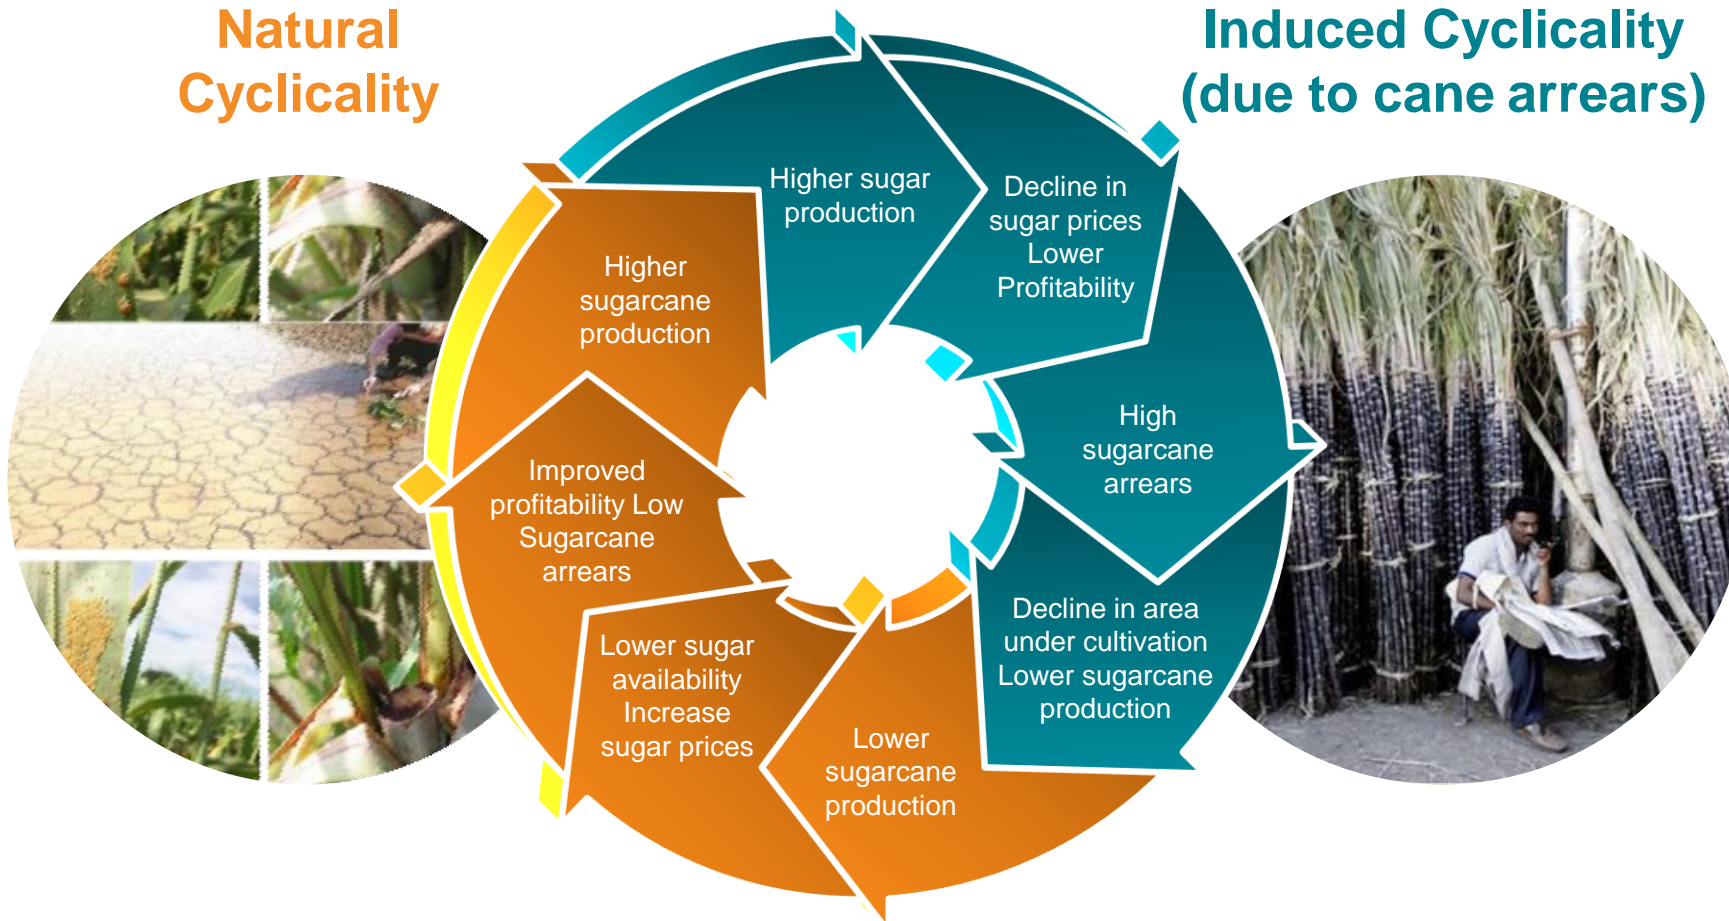 Natural
Cyclicality
Induced Cyclicality
(due to cane arrears)
Higher sugar
production
Decline in
sugar prices
Lower
Profitability
High
sugarcane
arrears
Decline in area
under cultivation
Lower sugarcane
production
Lower
sugarcane
production
Lower sugar
availability
Increase
sugar prices
Improved
profitability Low
Sugarcane
arrears
Higher
sugarcane
production